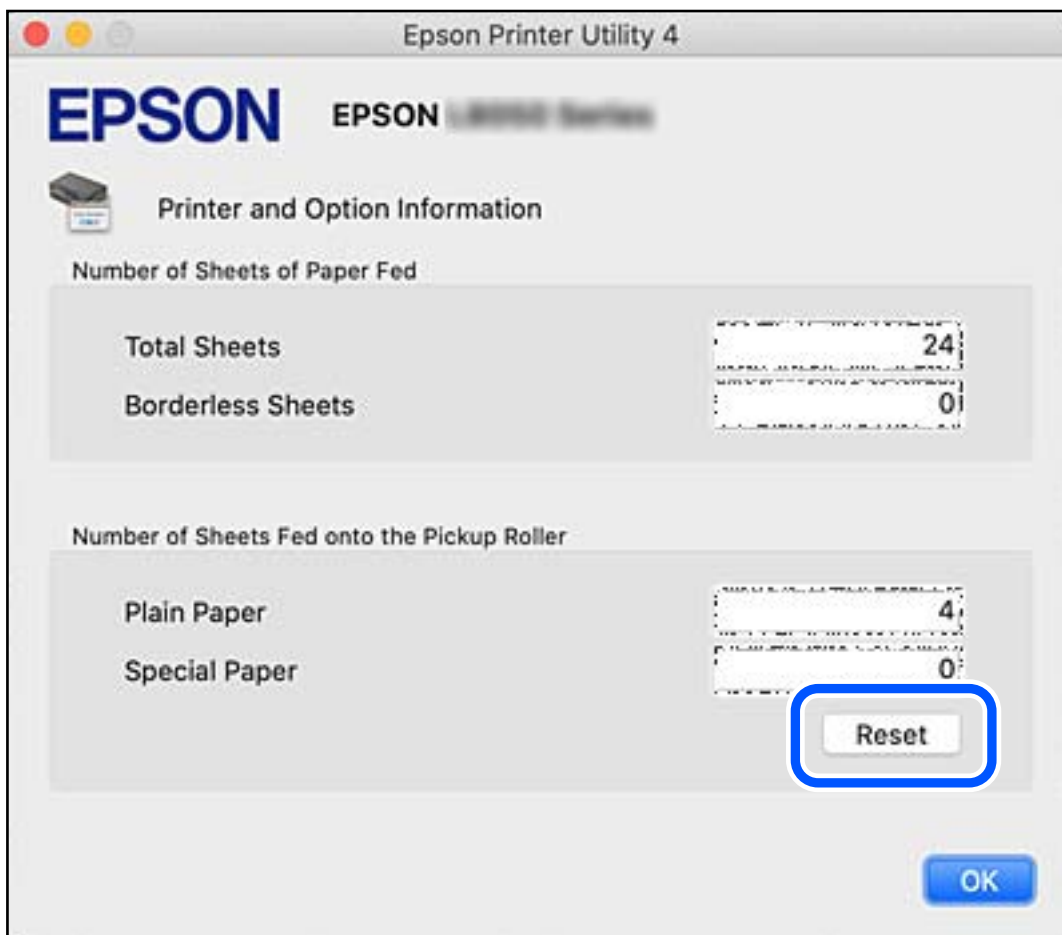 Epson Printer Utility 4
EPSON EPSON
Printer and Option Information
Number of Sheets of Paper Fed
Total Sheets 24
Borderless Sheets 0
Number of Sheets Fed onto the Pickup Roller
Plain Paper 4
Special Paper 0
Reset
OK